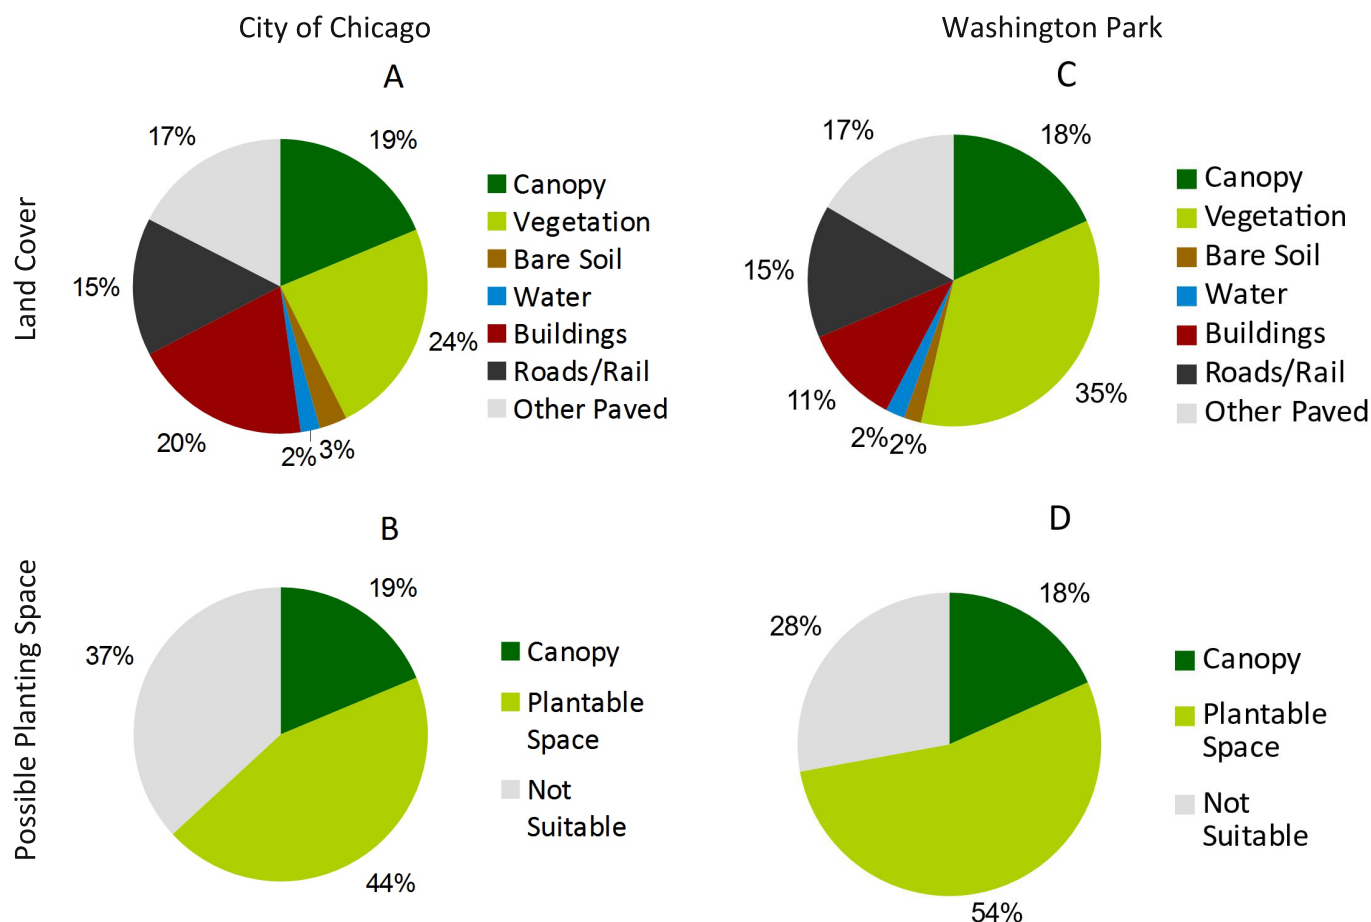 City of Chicago
Washington Park
Land Cover
A
17%
19%
15%
24%
20%
2%
3%
Canopy
Vegetation
Bare Soil
Water
Buildings
Roads/Rail
Other Paved
C
17%
18%
15%
35%
11%
2%
2%
Canopy
Vegetation
Bare Soil
Water
Buildings
Roads/Rail
Other Paved
Possible Planting Space
B
19%
37%
44%
Canopy
Plantable
Space
Not
Suitable
D
18%
28%
54%
Canopy
Plantable
Space
Not
Suitable